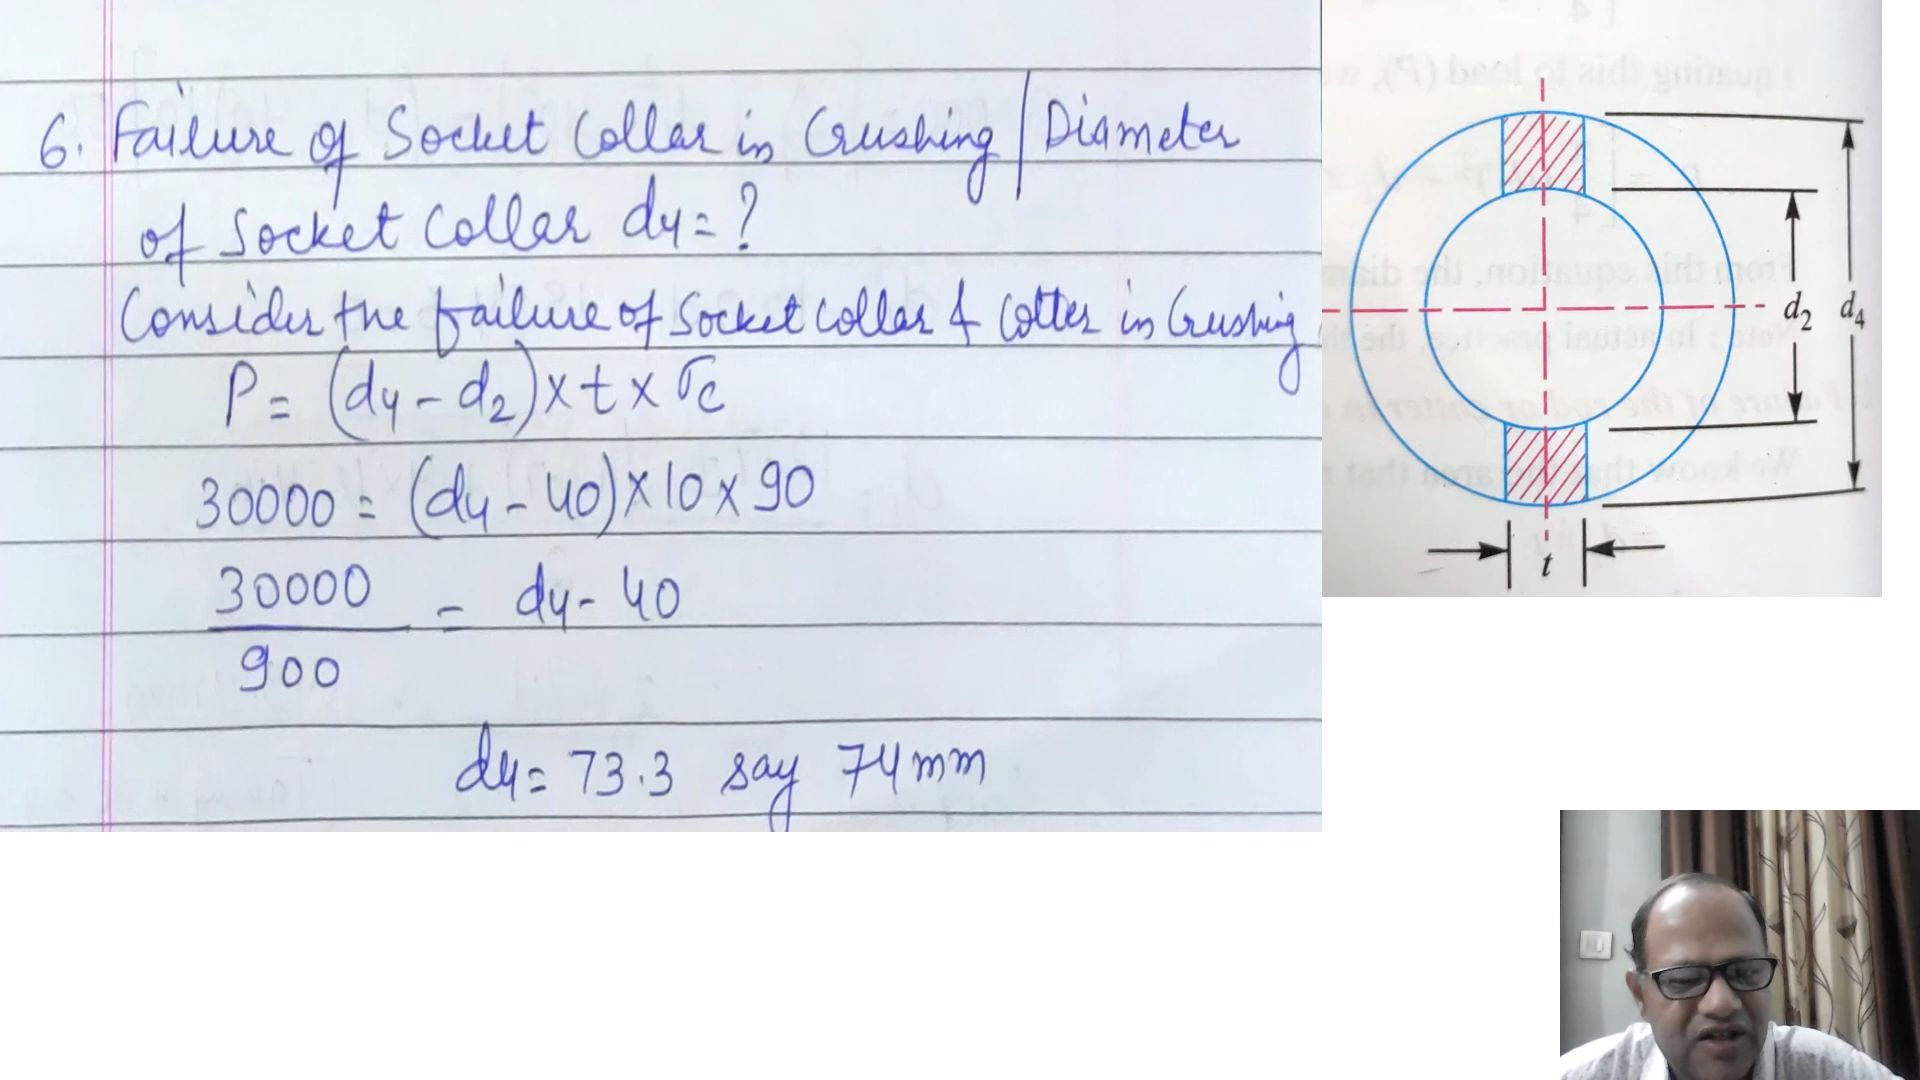 6. Failure of Socket Collar in Crushing / Diameter
of Socket Collar d4 = ?
Consider the failure of Socket collar & Cotter in Crushing
P = (d4 - d2) x t x σc
30000 = (d4 - 40) x 10 x 90
30000 / 900 = d4 - 40
d4 = 73.3 say 74 mm
d2
d4
t